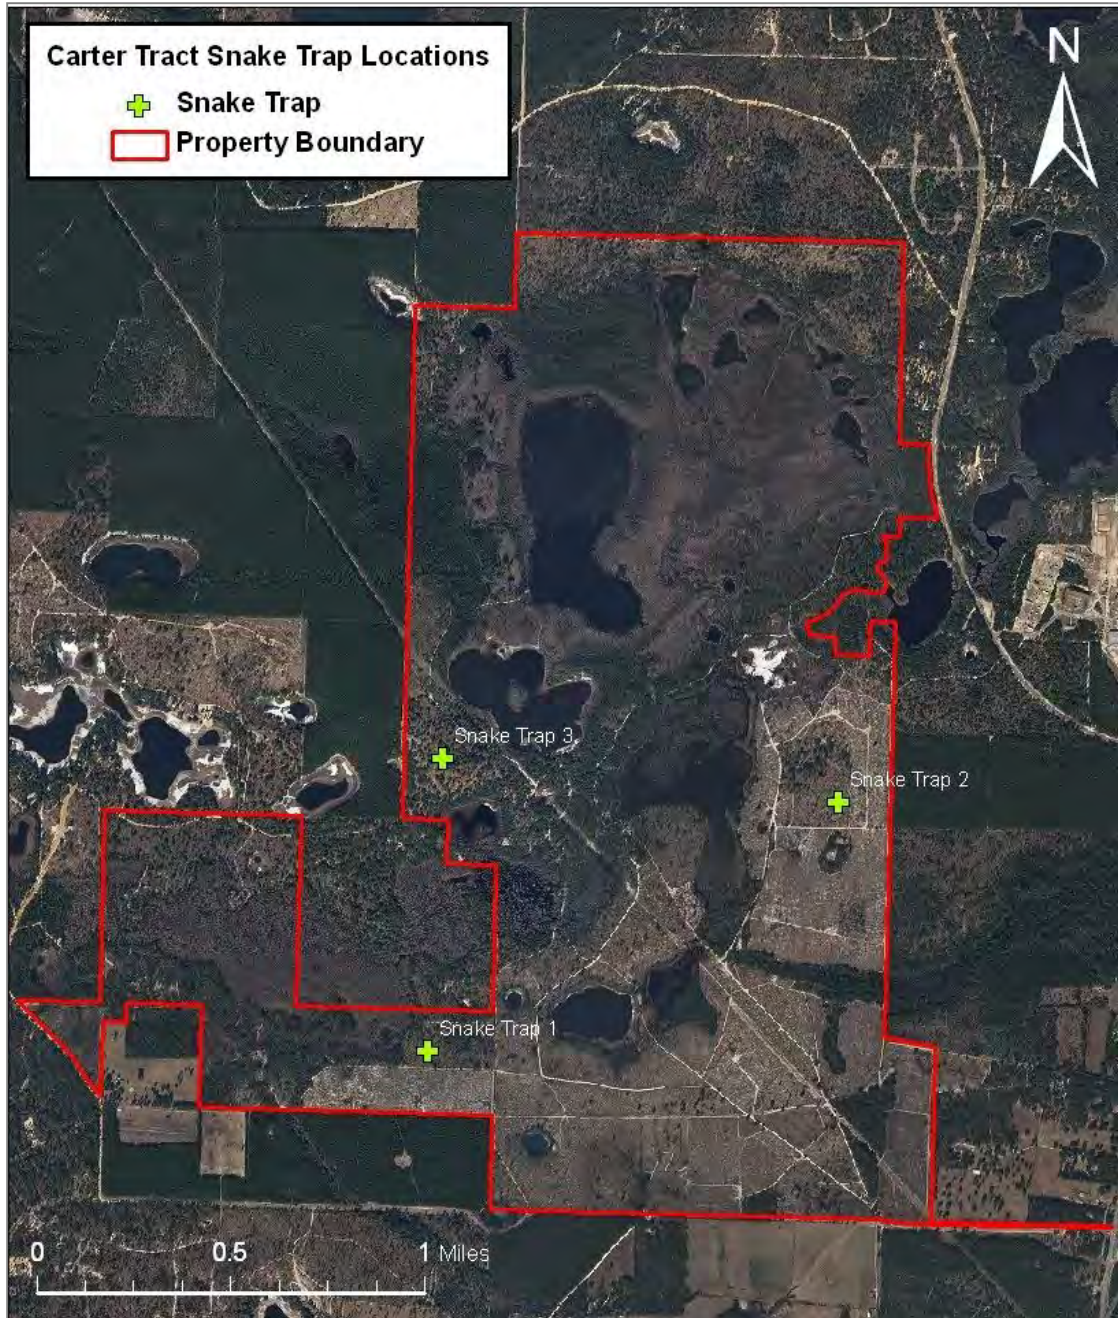 Carter Tract Snake Trap Locations
Snake Trap
Property Boundary
N
Snake Trap 3
Snake Trap 2
Snake Trap 1
0 0.5 1 Miles